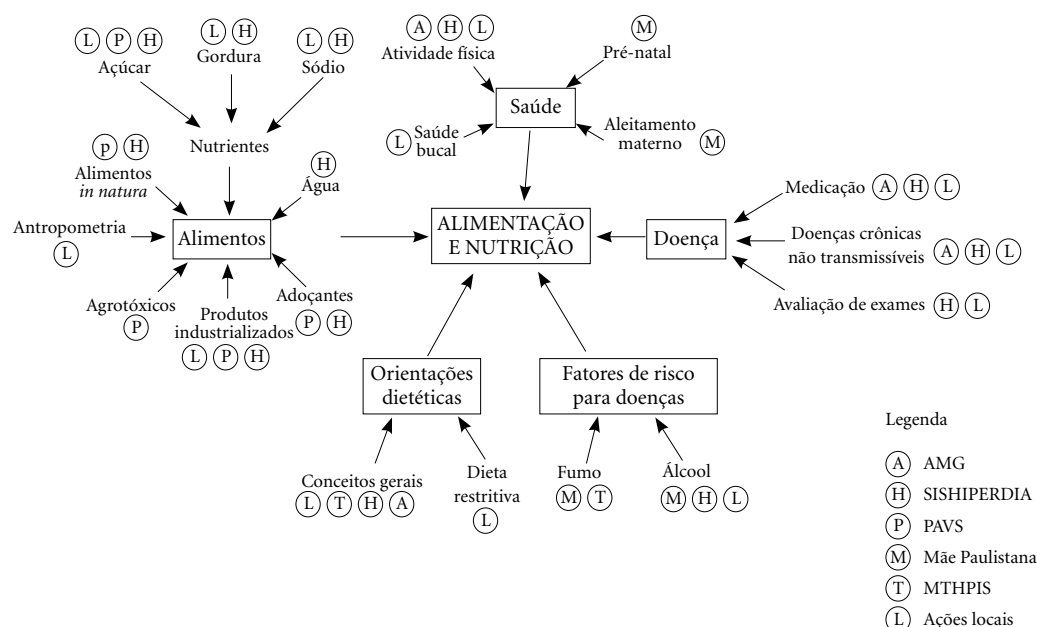 L P H
Açúcar
L H
Gordura
L H
Sódio
Nutrientes
P H
Alimentos
in natura
H
Água
Antropometria
L
Alimentos
Agrotóxicos
P
Produtos
industrializados
L P H
Adoçantes
P H
A H L
Atividade física
M
Pré-natal
Saúde
L Saúde
bucal
Aleitamento
materno M
ALIMENTAÇÃO
E NUTRIÇÃO
Doença
Medicação A H L
Doenças crônicas
não transmissíveis A H L
Avaliação de exames H L
Orientações
dietéticas
Fatores de risco
para doenças
Conceitos gerais
L T H A
Dieta
restritiva
L
Fumo
M T
Álcool
M H L
Legenda
A AMG
H SISHIPERDIA
P PAVS
M Mãe Paulistana
T MTHPIS
L Ações locais